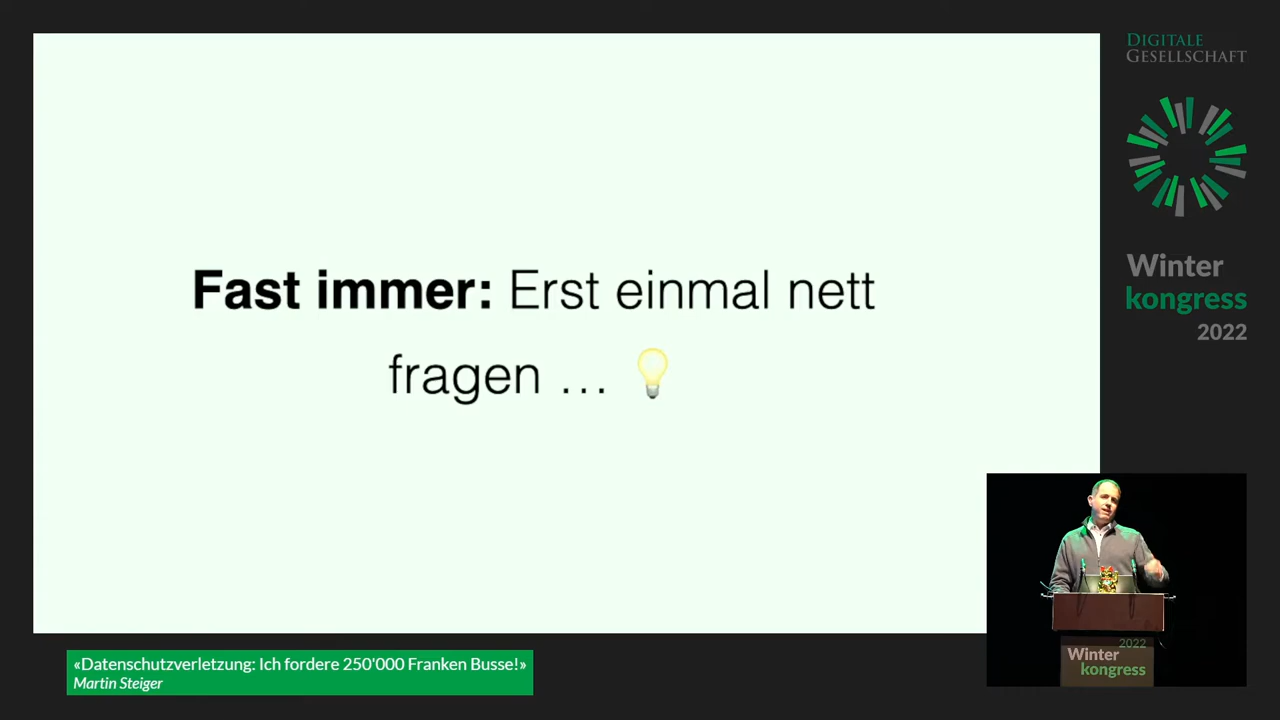 Fast immer: Erst einmal nett
fragen …
DIGITALE
GESELLSCHAFT
Winter
kongress
2022
2022
Winter
kongress
«Datenschutzverletzung: Ich fordere 250'000 Franken Busse!»
Martin Steiger